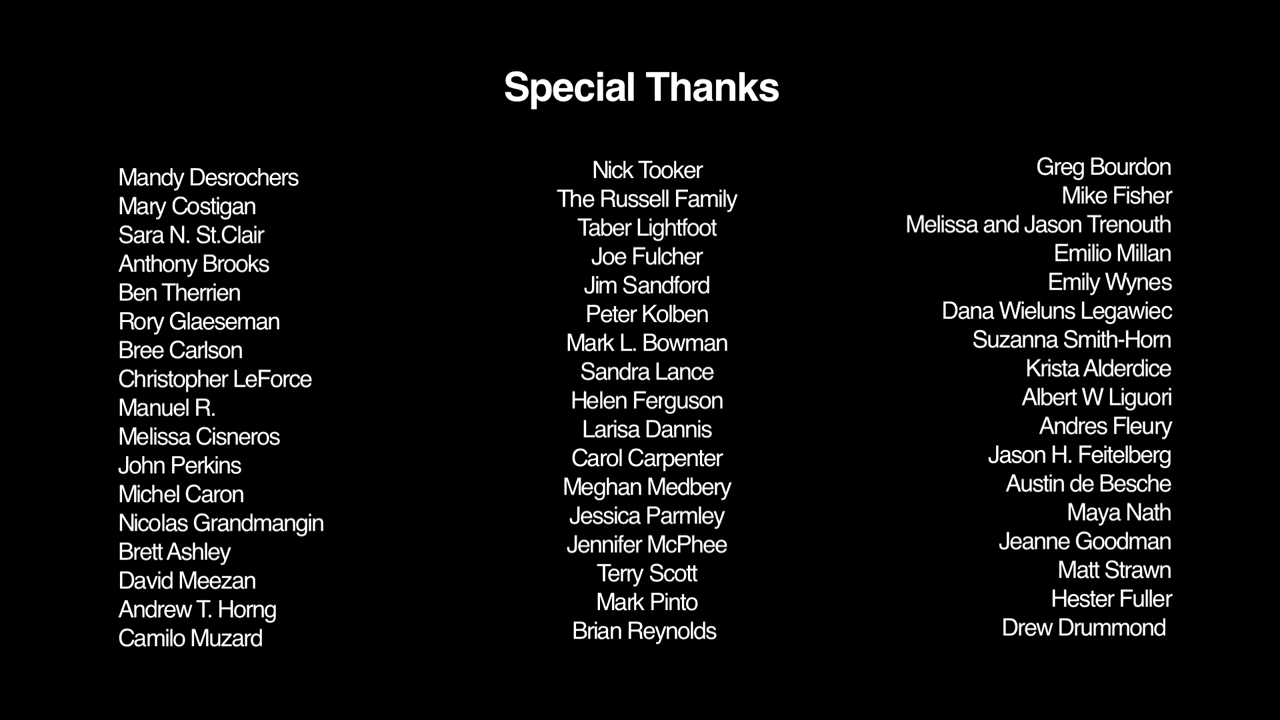 Special Thanks
Mandy Desrochers
Mary Costigan
Sara N. St.Clair
Anthony Brooks
Ben Therrien
Rory Glaeseman
Bree Carlson
Christopher LeForce
Manuel R.
Melissa Cisneros
John Perkins
Michel Caron
Nicolas Grandmangin
Brett Ashley
David Meezan
Andrew T. Horng
Camilo Muzard
Nick Tooker
The Russell Family
Taber Lightfoot
Joe Fulcher
Jim Sandford
Peter Kolben
Mark L. Bowman
Sandra Lance
Helen Ferguson
Larisa Dannis
Carol Carpenter
Meghan Medbery
Jessica Parmley
Jennifer McPhee
Terry Scott
Mark Pinto
Brian Reynolds
Greg Bourdon
Mike Fisher
Melissa and Jason Trenouth
Emilio Millan
Emily Wynes
Dana Wieluns Legawiec
Suzanna Smith-Horn
Krista Alderdice
Albert W Liguori
Andres Fleury
Jason H. Feitelberg
Austin de Besche
Maya Nath
Jeanne Goodman
Matt Strawn
Hester Fuller
Drew Drummond